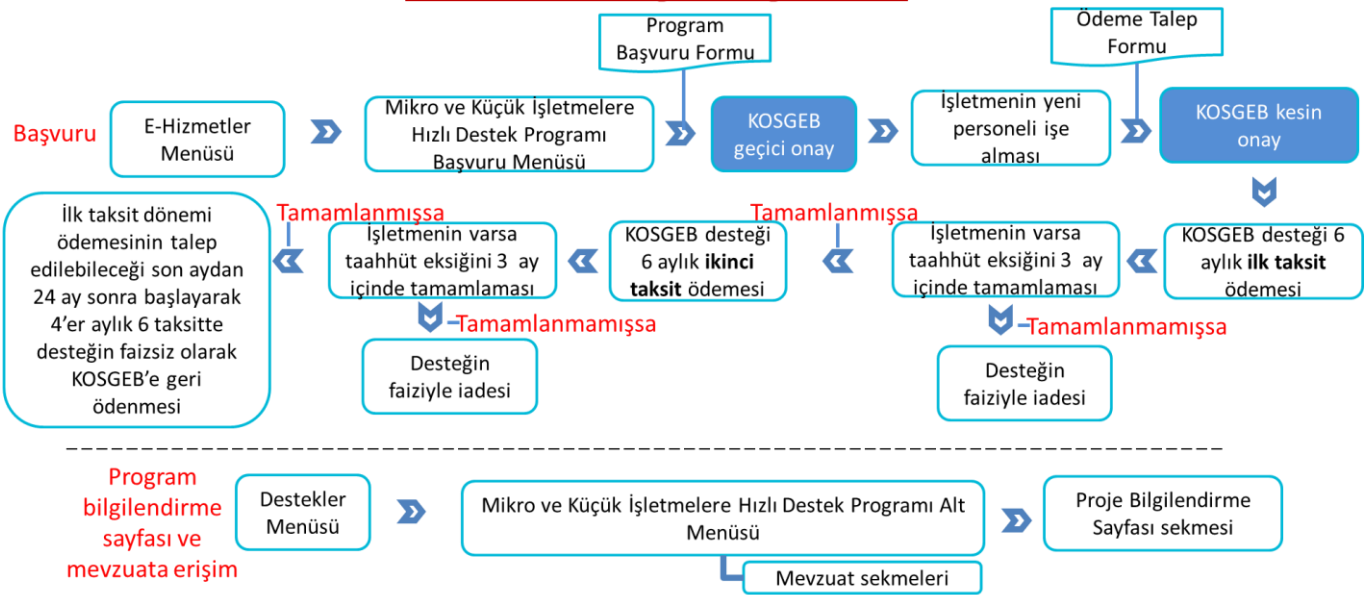 Program
Başvuru Formu
Ödeme Talep
Formu
Başvuru
E-Hizmetler
Menüsü
Mikro ve Küçük İşletmelere
Hızlı Destek Programı
Başvuru Menüsü
KOSGEB
geçici onay
İşletmenin yeni
personeli işe
alması
KOSGEB kesin
onay
KOSGEB desteği 6
aylık ilk taksit
ödemesi
İşletmenin varsa
taahhüt eksiğini 3 ay
içinde tamamlaması
Tamamlanmışsa
Tamamlanmamışsa
Desteğin
faiziyle iadesi
KOSGEB desteği
6 aylık ikinci
taksit ödemesi
İşletmenin varsa
taahhüt eksiğini 3 ay
içinde tamamlaması
Tamamlanmışsa
Tamamlanmamışsa
Desteğin
faiziyle iadesi
İlk taksit dönemi
ödemesinin talep
edilebileceği son aydan
24 ay sonra başlayarak
4’er aylık 6 taksitte
desteğin faizsiz olarak
KOSGEB’e geri
ödenmesi
Program
bilgilendirme
sayfası ve
mevzuata erişim
Destekler
Menüsü
Mikro ve Küçük İşletmelere Hızlı Destek Programı Alt
Menüsü
Mevzuat sekmeleri
Proje Bilgilendirme
Sayfası sekmesi